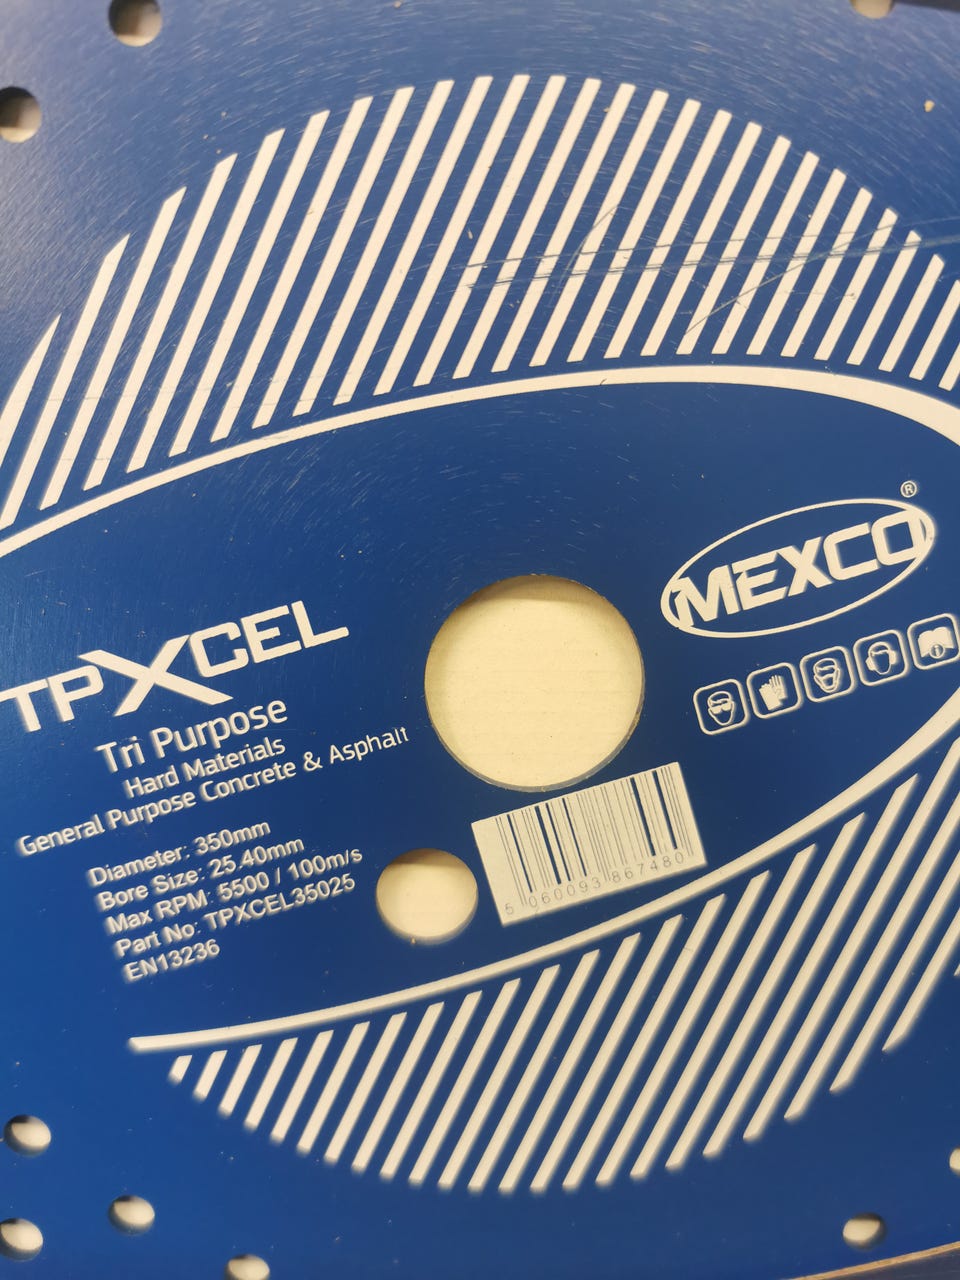 MEXCO®
TPXCEL
Tri Purpose
Hard Materials
General Purpose Concrete & Asphalt
Diameter: 350mm
Bore Size: 25.40mm
Max RPM: 5500 / 100m/s
Part No: TPXCEL35025
EN13236
5 060093 867480